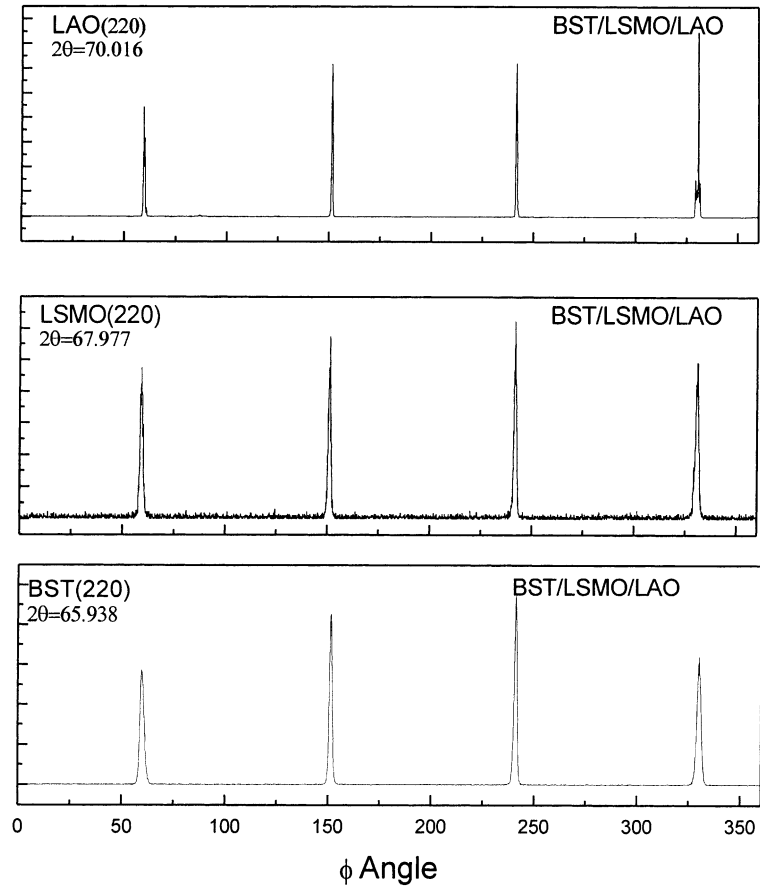 LAO(220)
BST/LSMO/LAO
2θ=70.016
LSMO(220)
BST/LSMO/LAO
2θ=67.977
BST(220)
BST/LSMO/LAO
2θ=65.938
0 50 100 150 200 250 300 350
ϕ Angle